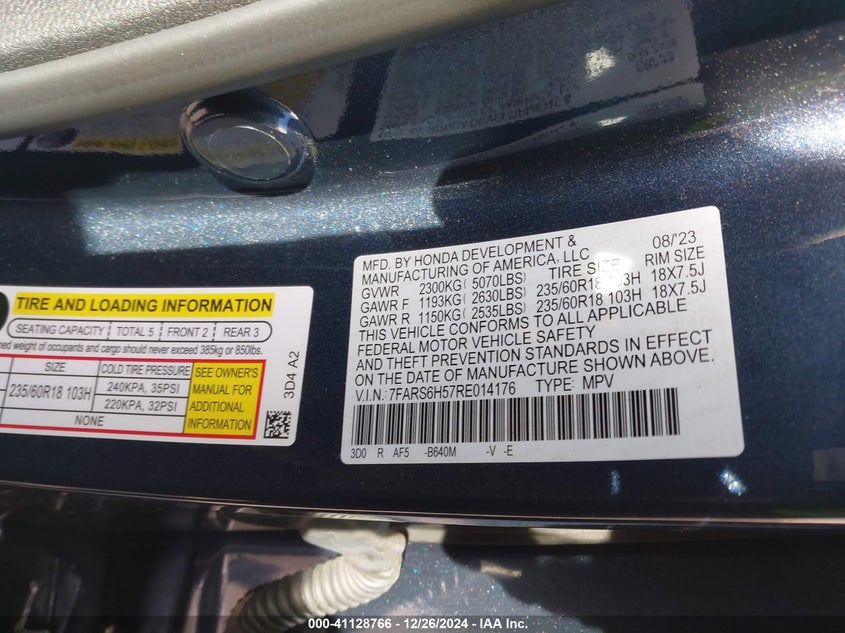 MFD. BY HONDA DEVELOPMENT & 08/'23
MANUFACTURING OF AMERICA, LLC
GVWR 2300KG( 5070LBS) TIRE SIZE RIM SIZE
GAWR F 1193KG( 2630LBS) 235/60R18 103H 18X7.5J
GAWR R 1150KG( 2535LBS) 235/60R18 103H 18X7.5J
THIS VEHICLE CONFORMS TO ALL APPLICABLE
FEDERAL MOTOR VEHICLE SAFETY
AND THEFT PREVENTION STANDARDS IN EFFECT
ON THE DATE OF MANUFACTURE SHOWN ABOVE.
V.I.N.:7FARS6H57RE014176 TYPE: MPV
3D0 R AF5 -B640M -V -E
TIRE AND LOADING INFORMATION
SEATING CAPACITY TOTAL 5 FRONT 2 REAR 3
weight of occupants and cargo should never exceed 385kg or 850lbs.
SIZE COLD TIRE PRESSURE
235/60R18 103H 240KPA, 35PSI
220KPA, 32PSI
NONE
SEE OWNER'S
MANUAL FOR
ADDITIONAL
INFORMATION
3D4 A2
000-41128766 - 12/26/2024 - IAA Inc.